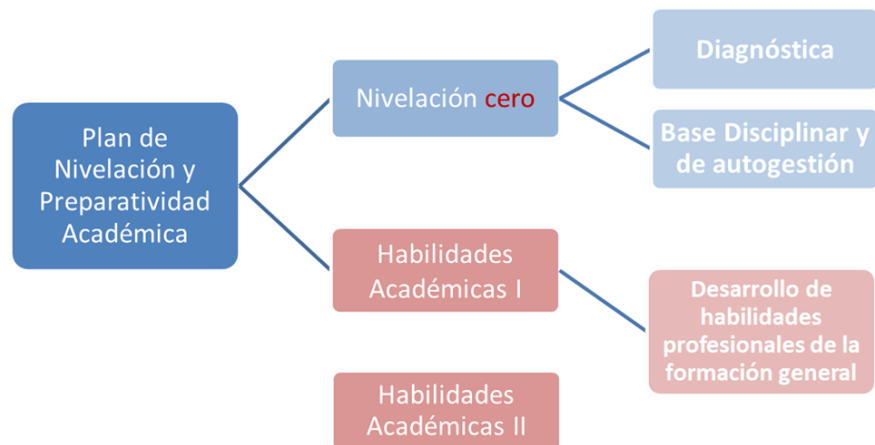 Plan de
Nivelación y
Preparatividad
Académica
Nivelación cero
Diagnóstica
Base Disciplinar y
de autogestión
Habilidades
Académicas I
Desarrollo de
habilidades
profesionales de la
formación general
Habilidades
Académicas II